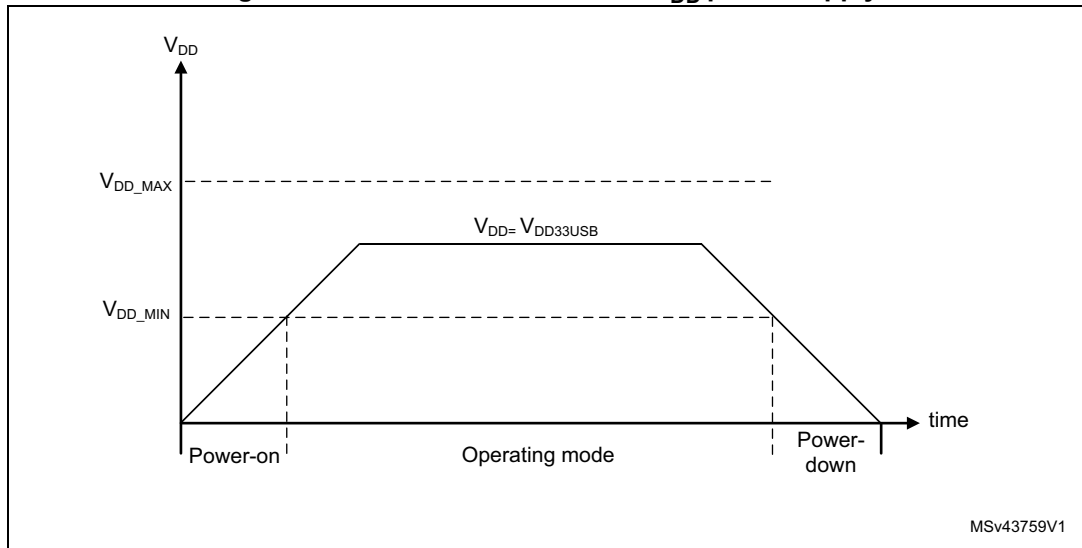 V_DD
V_DD_MAX
V_DD= V_DD33USB
V_DD_MIN
time
Power-on
Operating mode
Power-
down
MSv43759V1